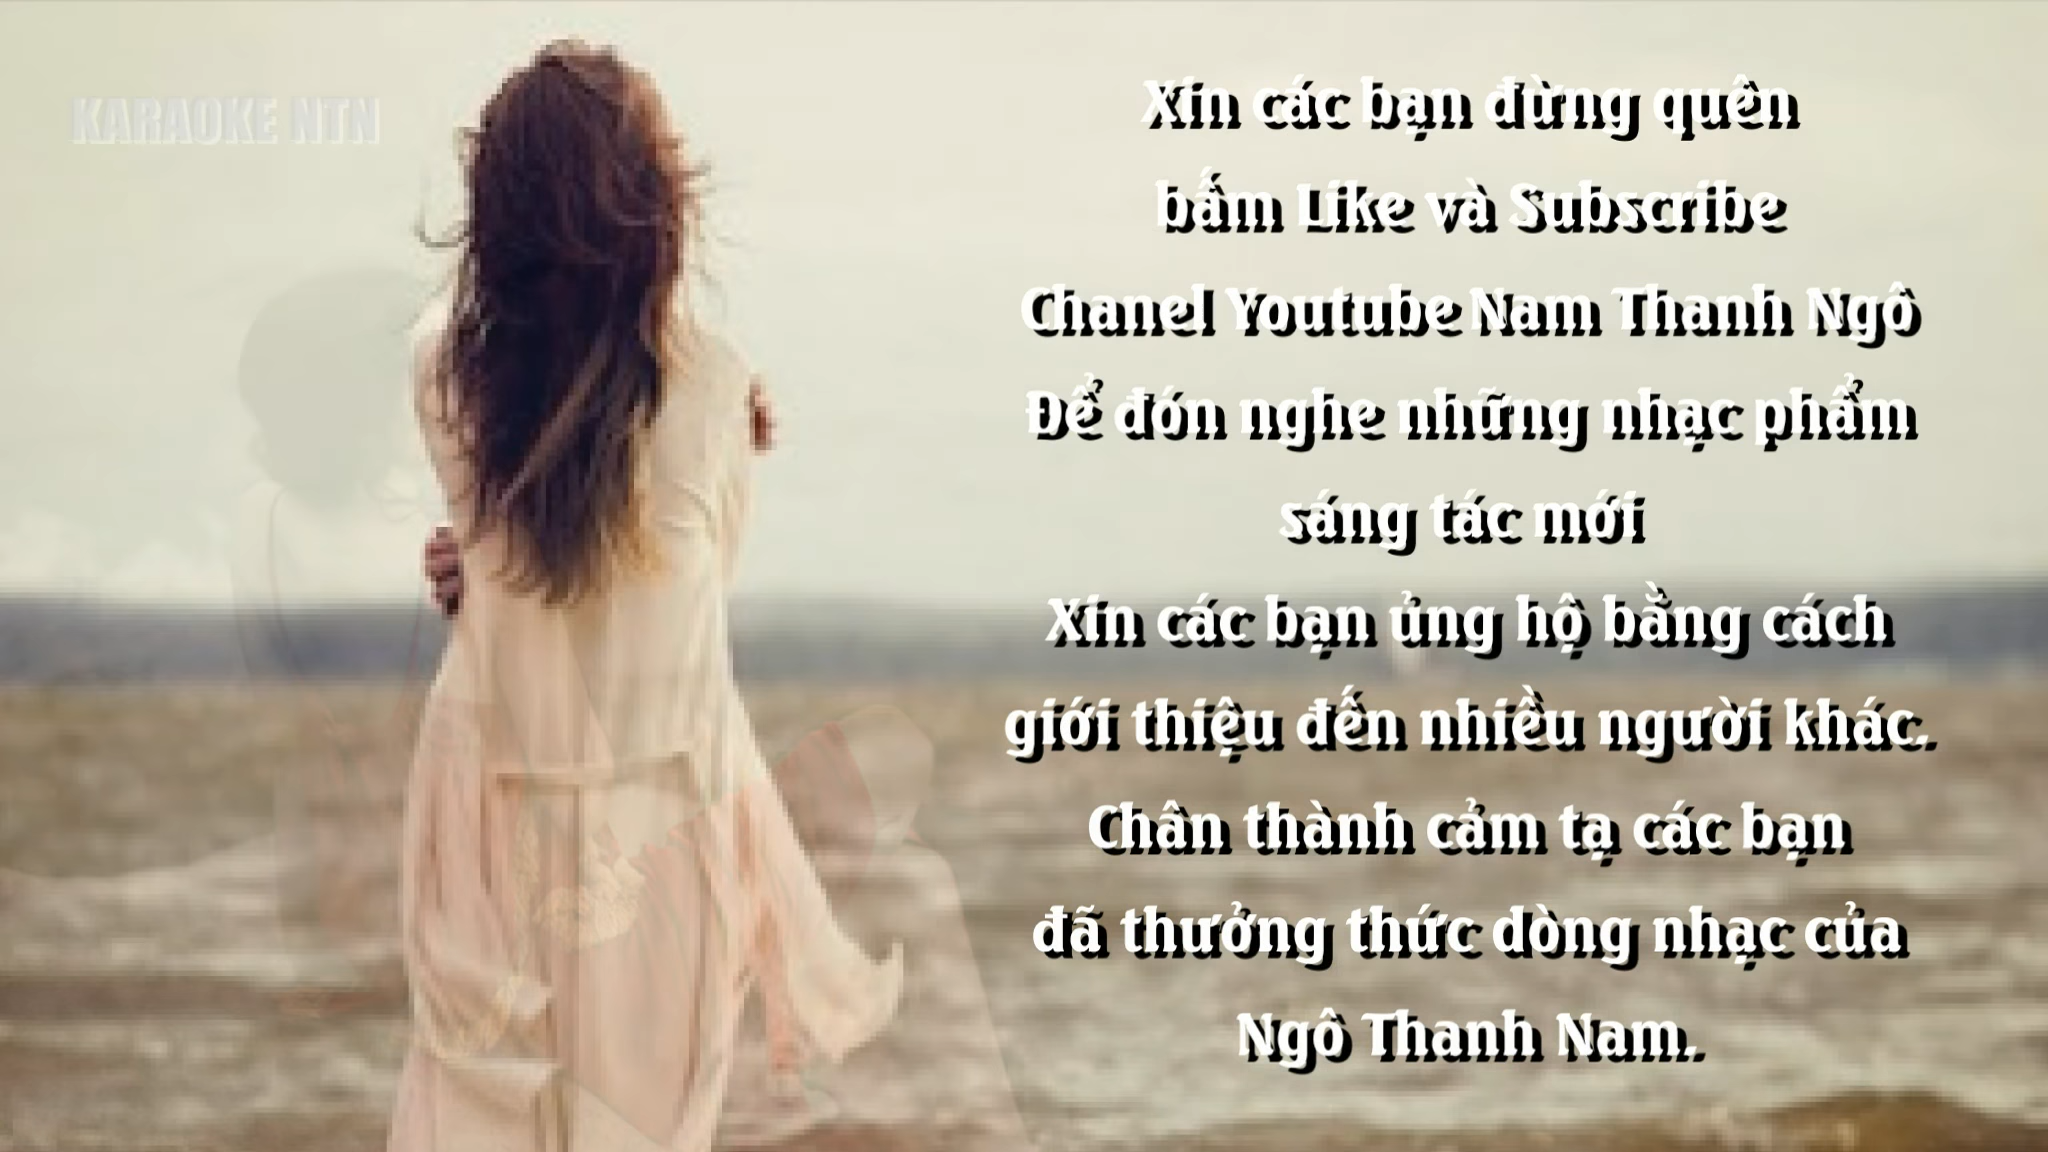 KARAOKE NTN
Xin các bạn đừng quên
bấm Like và Subscribe
Chanel Youtube Nam Thanh Ngô
Để đón nghe những nhạc phẩm
sáng tác mới
Xin các bạn ủng hộ bằng cách
giới thiệu đến nhiều người khác.
Chân thành cảm tạ các bạn
đã thưởng thức dòng nhạc của
Ngô Thanh Nam.